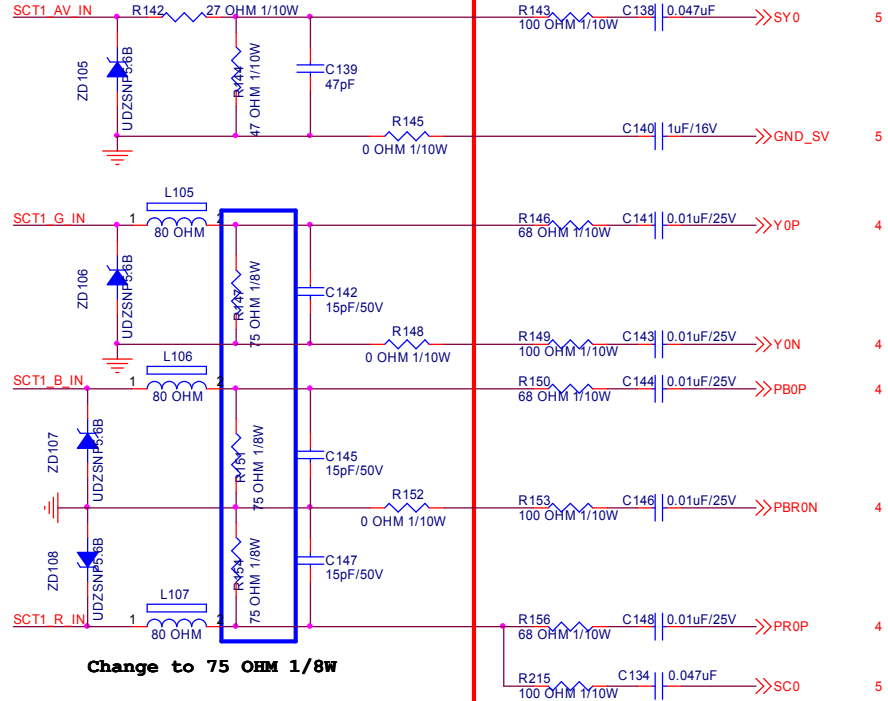 SCT1_AV_IN R142 27 OHM 1/10W R143 C138 0.047uF SY0 5
100 OHM 1/10W
ZD105 UDZSNP5.6B R144 47 OHM 1/10W C139
47pF
R145 C140 1uF/16V GND_SV 5
0 OHM 1/10W
L105
SCT1_G_IN 1 2 R146 C141 0.01uF/25V Y0P 4
80 OHM 68 OHM 1/10W
ZD106 UDZSNP5.6B R147 75 OHM 1/8W C142
15pF/50V
R148 R149 C143 0.01uF/25V Y0N 4
0 OHM 1/10W 100 OHM 1/10W
L106
SCT1_B_IN 1 2 R150 C144 0.01uF/25V PB0P 4
80 OHM 68 OHM 1/10W
ZD107 UDZSNP5.6B R151 75 OHM 1/8W C145
15pF/50V
R152 R153 C146 0.01uF/25V PBR0N 4
0 OHM 1/10W 100 OHM 1/10W
ZD108 UDZSNP5.6B R154 75 OHM 1/8W C147
15pF/50V
L107
SCT1_R_IN 1 2 R156 C148 0.01uF/25V PR0P 4
80 OHM 68 OHM 1/10W
Change to 75 OHM 1/8W
R215 C134 0.047uF SC0 5
100 OHM 1/10W